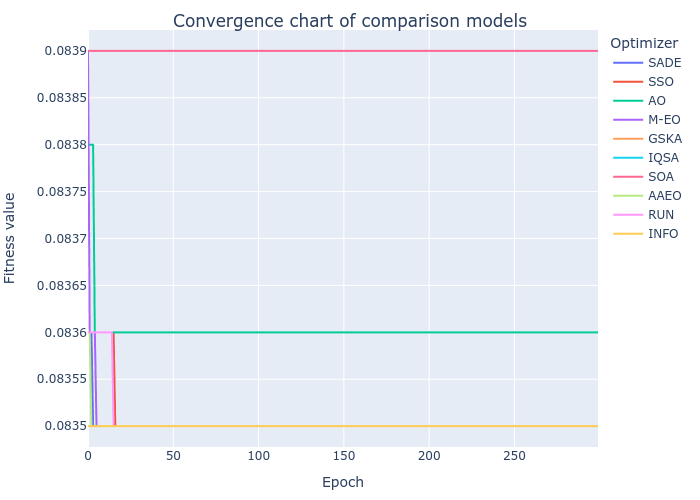 Convergence chart of comparison models
Fitness value
0.0839
0.08385
0.0838
0.08375
0.0837
0.08365
0.0836
0.08355
0.0835
0
50
100
150
200
250
Epoch
Optimizer
SADE
SSO
AO
M-EO
GSKA
IQSA
SOA
AAEO
RUN
INFO